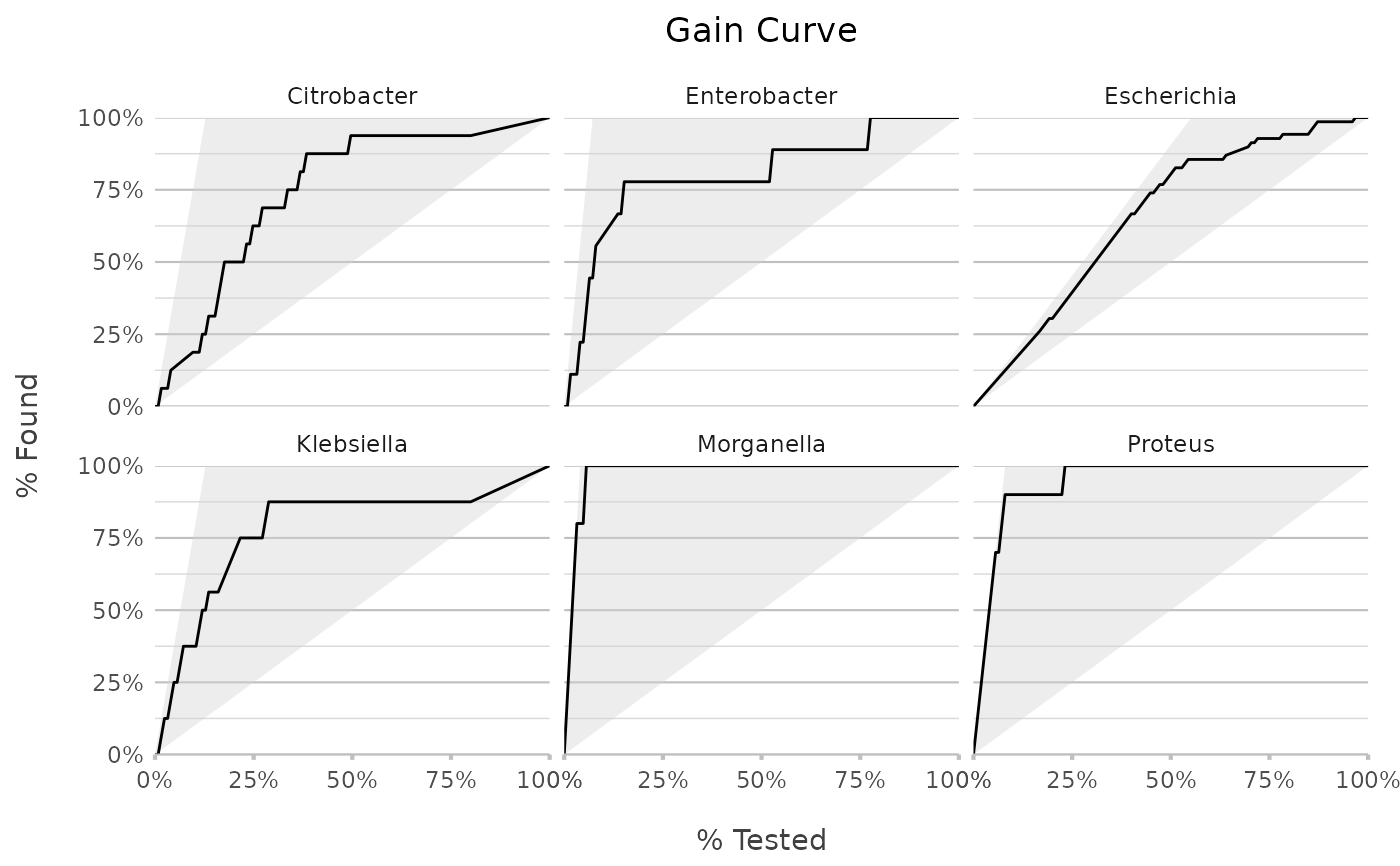 Gain Curve
Citrobacter Enterobacter Escherichia
100%
75%
50%
25%
0%
% Found
Klebsiella Morganella Proteus
100%
75%
50%
25%
0%
0% 25% 50% 75% 100% 0% 25% 50% 75% 100% 0% 25% 50% 75% 100%
% Tested